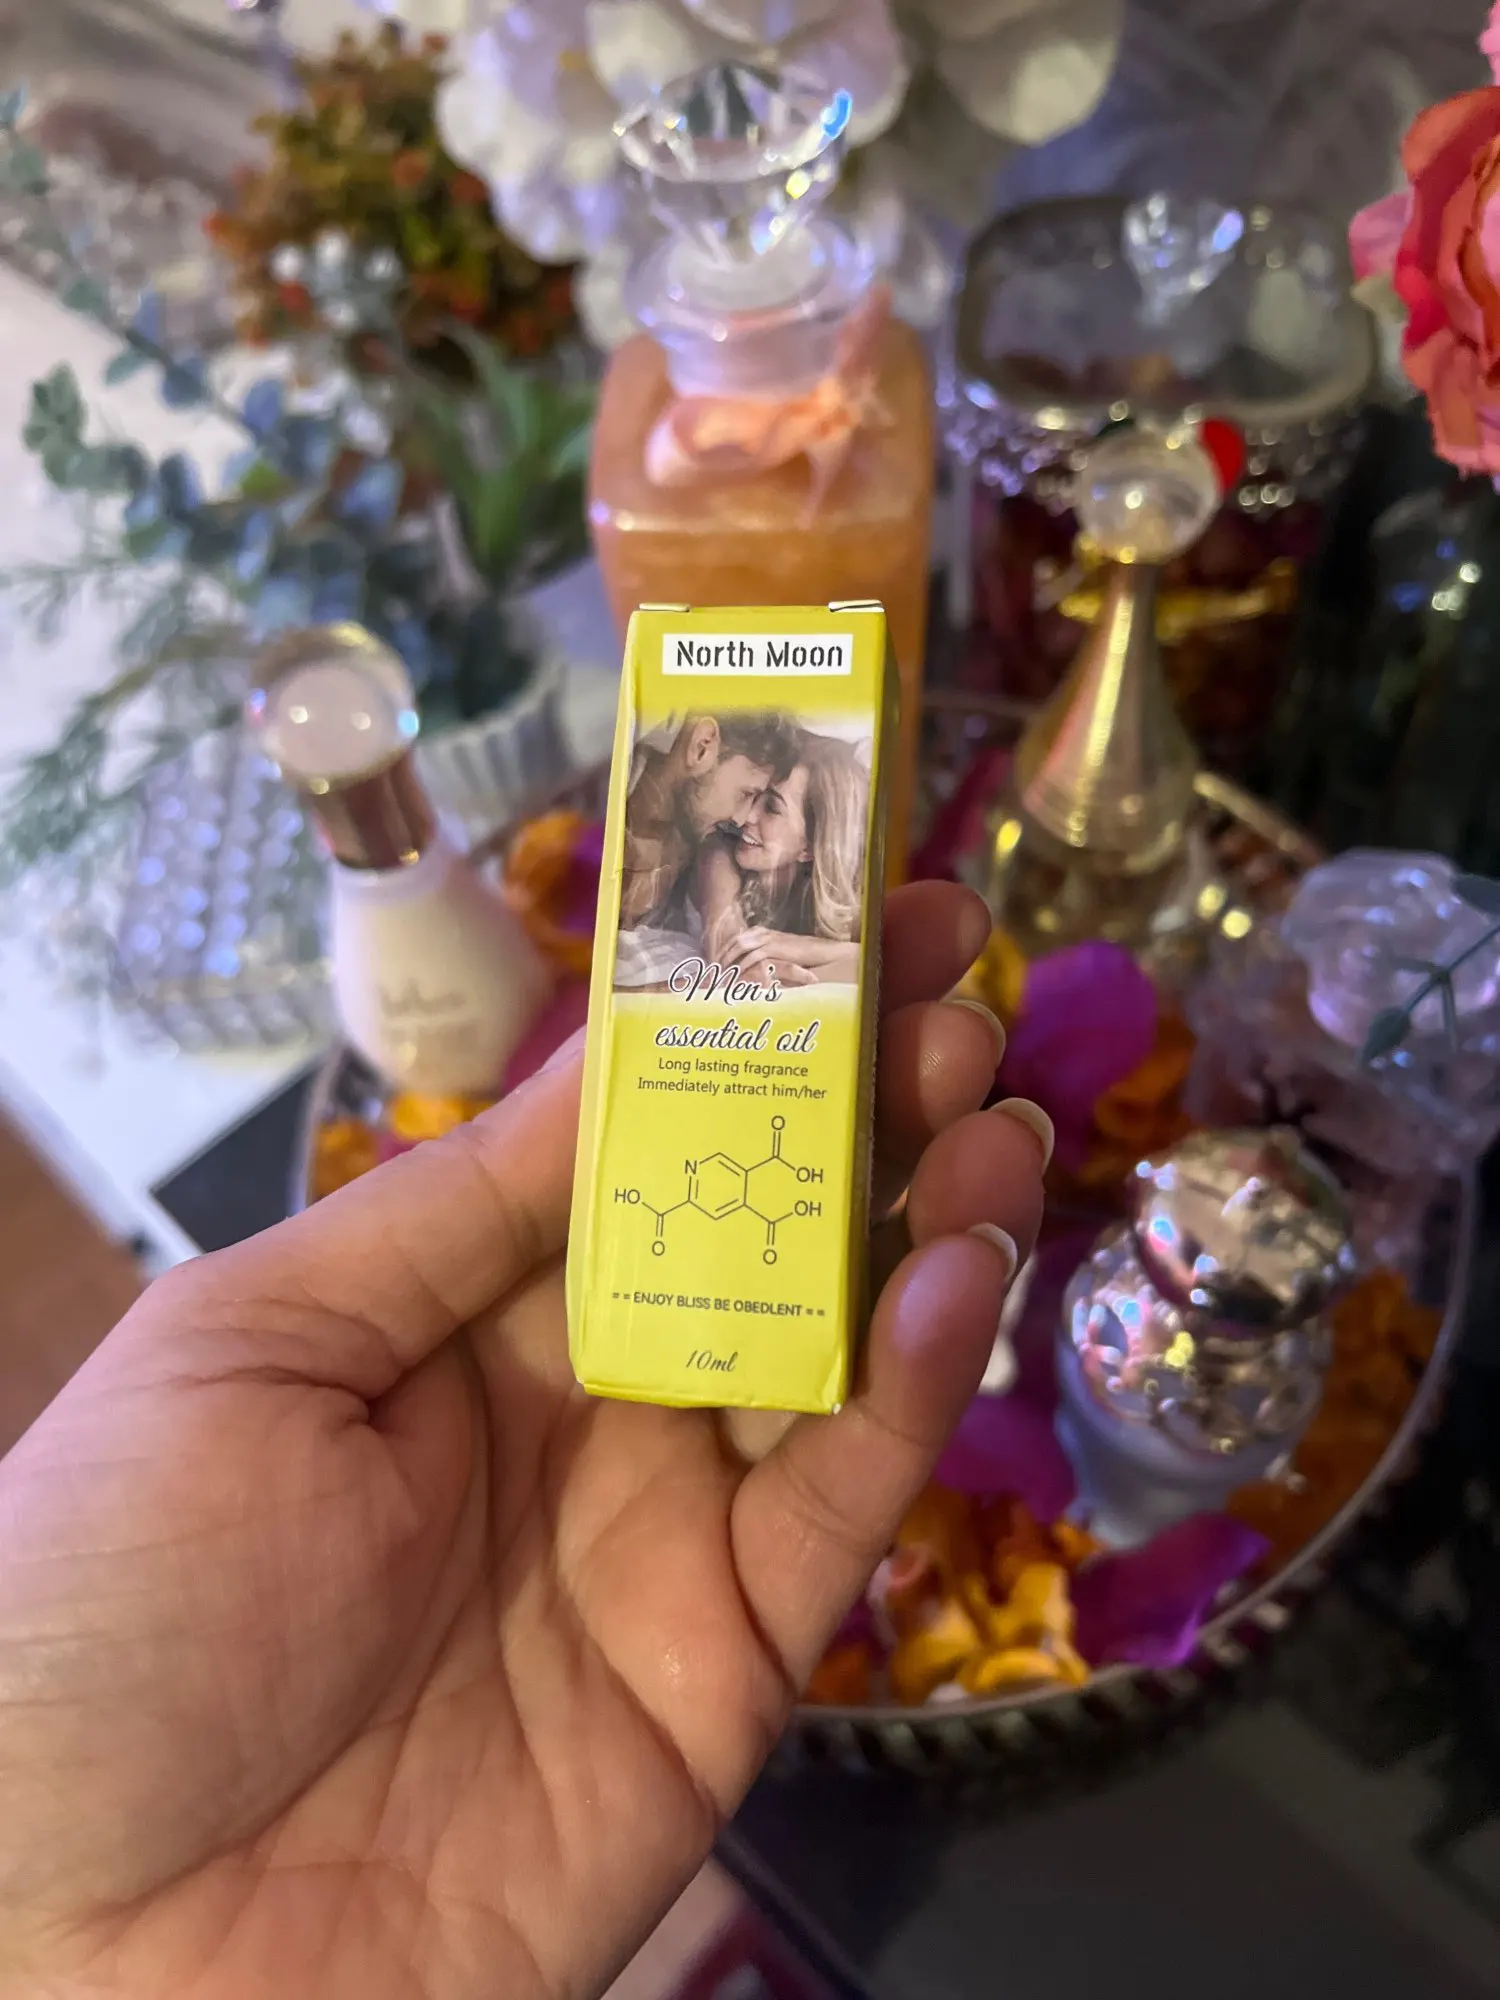 North Moon
Men's
essential oil
Long lasting fragrance
Immediately attract him/her
O
N
OH
HO
OH
O
O
== ENJOY BLISS BE OBEDLENT ==
10ml